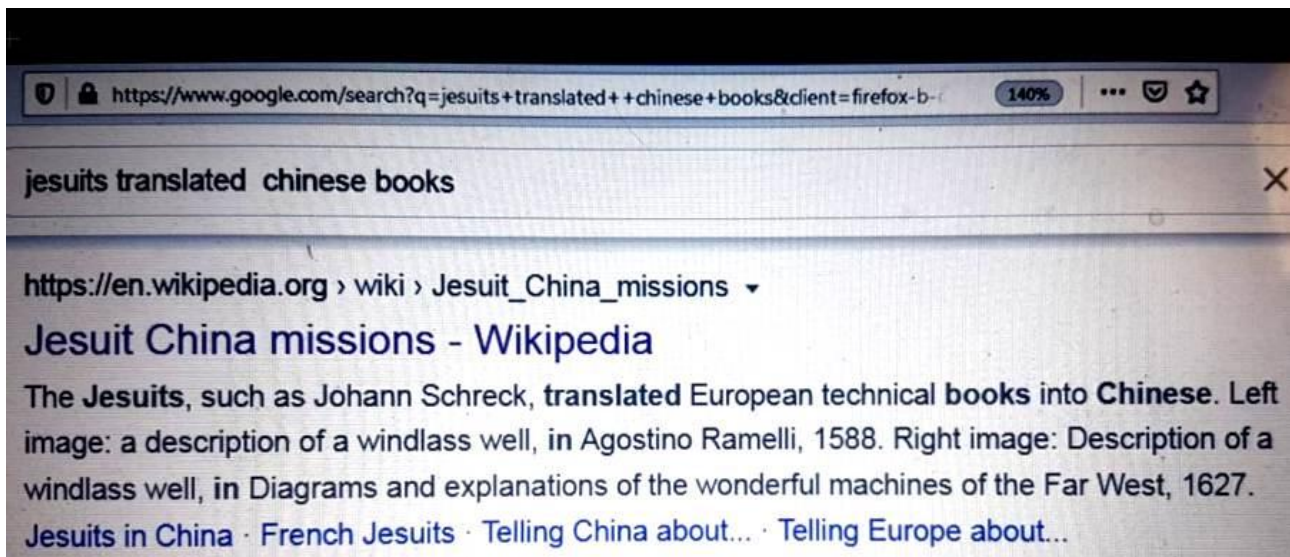 https://www.google.com/search?q=jesuits+translated++chinese+books&client=firefox-b- 140%
jesuits translated chinese books
https://en.wikipedia.org › wiki › Jesuit_China_missions
Jesuit China missions - Wikipedia
The Jesuits, such as Johann Schreck, translated European technical books into Chinese. Left
image: a description of a windlass well, in Agostino Ramelli, 1588. Right image: Description of a
windlass well, in Diagrams and explanations of the wonderful machines of the Far West, 1627.
Jesuits in China · French Jesuits · Telling China about... · Telling Europe about...